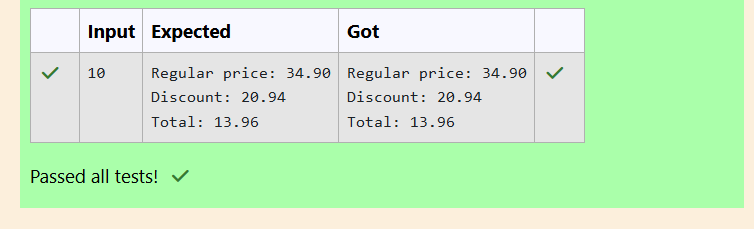 Input Expected Got
10 Regular price: 34.90 Regular price: 34.90
Discount: 20.94 Discount: 20.94
Total: 13.96 Total: 13.96
Passed all tests!